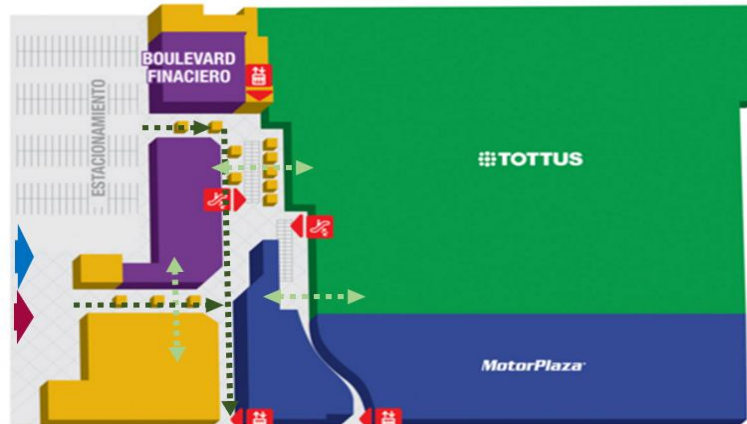 BOULEVARD
FINACIERO
ESTACIONAMIENTO
TOTTUS
MotorPlaza